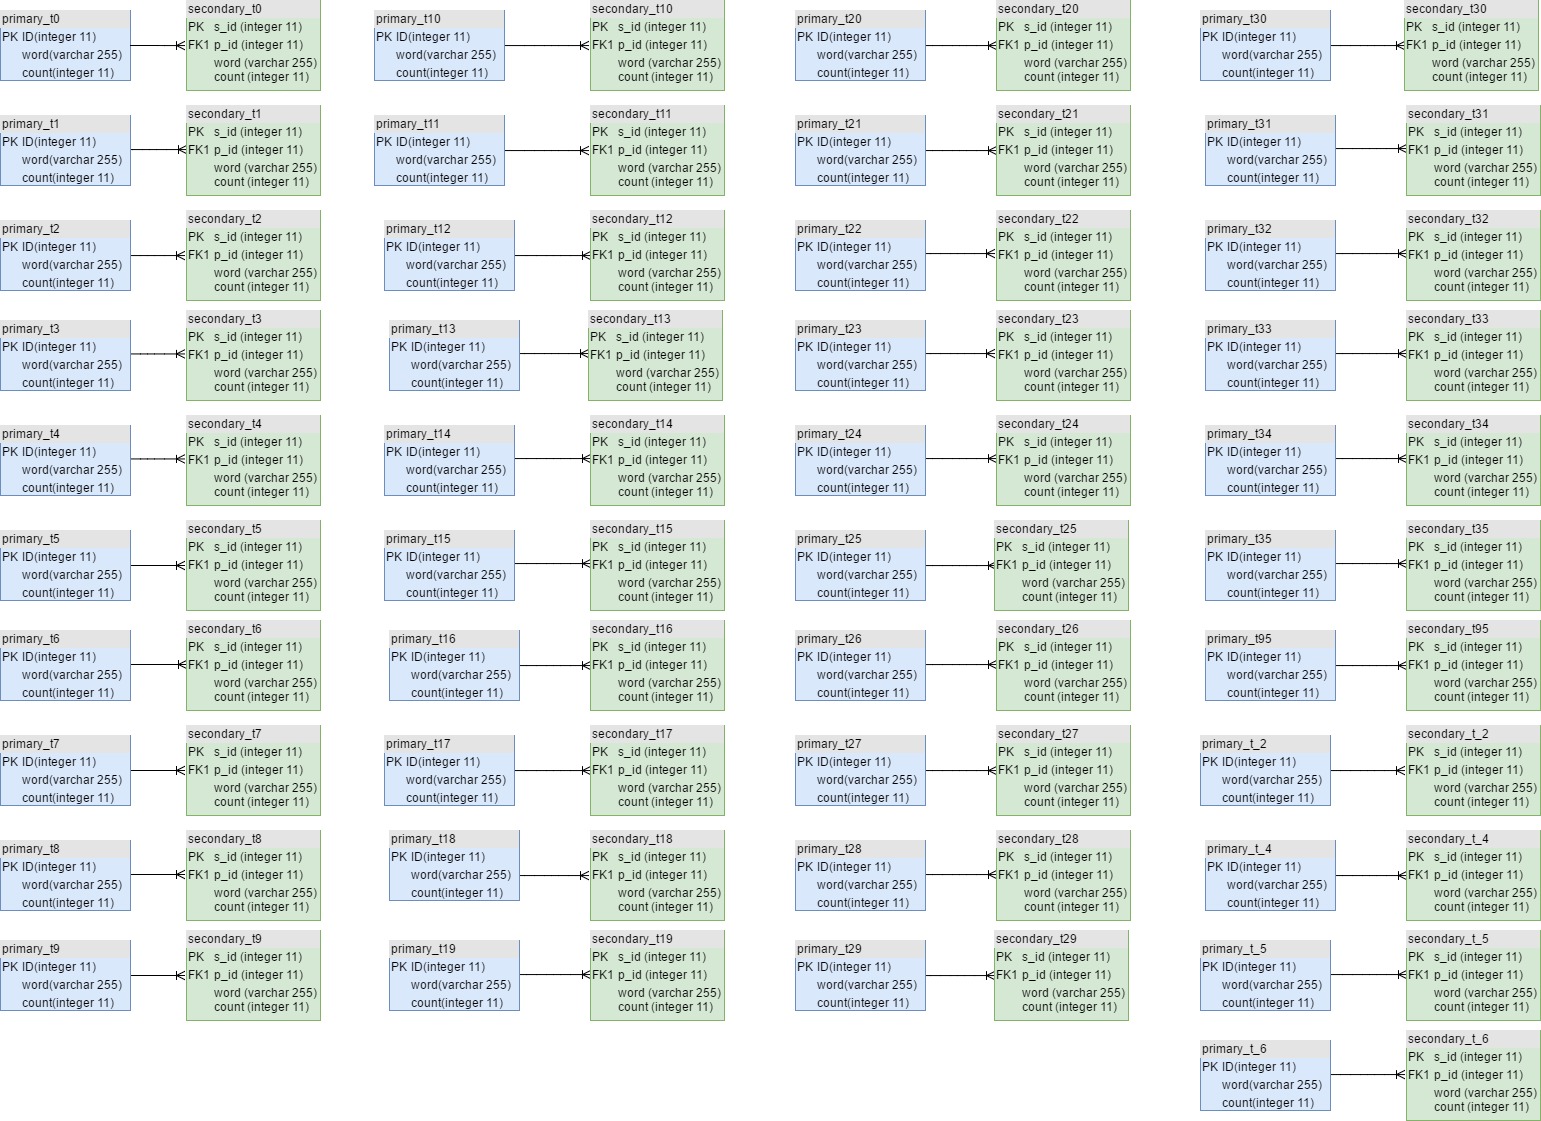 primary_t0
PK ID(integer 11)
word(varchar 255)
count(integer 11)
secondary_t0
PK s_id (integer 11)
FK1 p_id (integer 11)
word (varchar 255)
count (integer 11)
primary_t1
PK ID(integer 11)
word(varchar 255)
count(integer 11)
secondary_t1
PK s_id (integer 11)
FK1 p_id (integer 11)
word (varchar 255)
count (integer 11)
primary_t2
PK ID(integer 11)
word(varchar 255)
count(integer 11)
secondary_t2
PK s_id (integer 11)
FK1 p_id (integer 11)
word (varchar 255)
count (integer 11)
primary_t3
PK ID(integer 11)
word(varchar 255)
count(integer 11)
secondary_t3
PK s_id (integer 11)
FK1 p_id (integer 11)
word (varchar 255)
count (integer 11)
primary_t4
PK ID(integer 11)
word(varchar 255)
count(integer 11)
secondary_t4
PK s_id (integer 11)
FK1 p_id (integer 11)
word (varchar 255)
count (integer 11)
primary_t5
PK ID(integer 11)
word(varchar 255)
count(integer 11)
secondary_t5
PK s_id (integer 11)
FK1 p_id (integer 11)
word (varchar 255)
count (integer 11)
primary_t6
PK ID(integer 11)
word(varchar 255)
count(integer 11)
secondary_t6
PK s_id (integer 11)
FK1 p_id (integer 11)
word (varchar 255)
count (integer 11)
primary_t7
PK ID(integer 11)
word(varchar 255)
count(integer 11)
secondary_t7
PK s_id (integer 11)
FK1 p_id (integer 11)
word (varchar 255)
count (integer 11)
primary_t8
PK ID(integer 11)
word(varchar 255)
count(integer 11)
secondary_t8
PK s_id (integer 11)
FK1 p_id (integer 11)
word (varchar 255)
count (integer 11)
primary_t9
PK ID(integer 11)
word(varchar 255)
count(integer 11)
secondary_t9
PK s_id (integer 11)
FK1 p_id (integer 11)
word (varchar 255)
count (integer 11)
primary_t10
PK ID(integer 11)
word(varchar 255)
count(integer 11)
secondary_t10
PK s_id (integer 11)
FK1 p_id (integer 11)
word (varchar 255)
count (integer 11)
primary_t11
PK ID(integer 11)
word(varchar 255)
count(integer 11)
secondary_t11
PK s_id (integer 11)
FK1 p_id (integer 11)
word (varchar 255)
count (integer 11)
primary_t12
PK ID(integer 11)
word(varchar 255)
count(integer 11)
secondary_t12
PK s_id (integer 11)
FK1 p_id (integer 11)
word (varchar 255)
count (integer 11)
primary_t13
PK ID(integer 11)
word(varchar 255)
count(integer 11)
secondary_t13
PK s_id (integer 11)
FK1 p_id (integer 11)
word (varchar 255)
count (integer 11)
primary_t14
PK ID(integer 11)
word(varchar 255)
count(integer 11)
secondary_t14
PK s_id (integer 11)
FK1 p_id (integer 11)
word (varchar 255)
count (integer 11)
primary_t15
PK ID(integer 11)
word(varchar 255)
count(integer 11)
secondary_t15
PK s_id (integer 11)
FK1 p_id (integer 11)
word (varchar 255)
count (integer 11)
primary_t16
PK ID(integer 11)
word(varchar 255)
count(integer 11)
secondary_t16
PK s_id (integer 11)
FK1 p_id (integer 11)
word (varchar 255)
count (integer 11)
primary_t17
PK ID(integer 11)
word(varchar 255)
count(integer 11)
secondary_t17
PK s_id (integer 11)
FK1 p_id (integer 11)
word (varchar 255)
count (integer 11)
primary_t18
PK ID(integer 11)
word(varchar 255)
count(integer 11)
secondary_t18
PK s_id (integer 11)
FK1 p_id (integer 11)
word (varchar 255)
count (integer 11)
primary_t19
PK ID(integer 11)
word(varchar 255)
count(integer 11)
secondary_t19
PK s_id (integer 11)
FK1 p_id (integer 11)
word (varchar 255)
count (integer 11)
primary_t20
PK ID(integer 11)
word(varchar 255)
count(integer 11)
secondary_t20
PK s_id (integer 11)
FK1 p_id (integer 11)
word (varchar 255)
count (integer 11)
primary_t21
PK ID(integer 11)
word(varchar 255)
count(integer 11)
secondary_t21
PK s_id (integer 11)
FK1 p_id (integer 11)
word (varchar 255)
count (integer 11)
primary_t22
PK ID(integer 11)
word(varchar 255)
count(integer 11)
secondary_t22
PK s_id (integer 11)
FK1 p_id (integer 11)
word (varchar 255)
count (integer 11)
primary_t23
PK ID(integer 11)
word(varchar 255)
count(integer 11)
secondary_t23
PK s_id (integer 11)
FK1 p_id (integer 11)
word (varchar 255)
count (integer 11)
primary_t24
PK ID(integer 11)
word(varchar 255)
count(integer 11)
secondary_t24
PK s_id (integer 11)
FK1 p_id (integer 11)
word (varchar 255)
count (integer 11)
primary_t25
PK ID(integer 11)
word(varchar 255)
count(integer 11)
secondary_t25
PK s_id (integer 11)
FK1 p_id (integer 11)
word (varchar 255)
count (integer 11)
primary_t26
PK ID(integer 11)
word(varchar 255)
count(integer 11)
secondary_t26
PK s_id (integer 11)
FK1 p_id (integer 11)
word (varchar 255)
count (integer 11)
primary_t27
PK ID(integer 11)
word(varchar 255)
count(integer 11)
secondary_t27
PK s_id (integer 11)
FK1 p_id (integer 11)
word (varchar 255)
count (integer 11)
primary_t28
PK ID(integer 11)
word(varchar 255)
count(integer 11)
secondary_t28
PK s_id (integer 11)
FK1 p_id (integer 11)
word (varchar 255)
count (integer 11)
primary_t29
PK ID(integer 11)
word(varchar 255)
count(integer 11)
secondary_t29
PK s_id (integer 11)
FK1 p_id (integer 11)
word (varchar 255)
count (integer 11)
primary_t30
PK ID(integer 11)
word(varchar 255)
count(integer 11)
secondary_t30
PK s_id (integer 11)
FK1 p_id (integer 11)
word (varchar 255)
count (integer 11)
primary_t31
PK ID(integer 11)
word(varchar 255)
count(integer 11)
secondary_t31
PK s_id (integer 11)
FK1 p_id (integer 11)
word (varchar 255)
count (integer 11)
primary_t32
PK ID(integer 11)
word(varchar 255)
count(integer 11)
secondary_t32
PK s_id (integer 11)
FK1 p_id (integer 11)
word (varchar 255)
count (integer 11)
primary_t33
PK ID(integer 11)
word(varchar 255)
count(integer 11)
secondary_t33
PK s_id (integer 11)
FK1 p_id (integer 11)
word (varchar 255)
count (integer 11)
primary_t34
PK ID(integer 11)
word(varchar 255)
count(integer 11)
secondary_t34
PK s_id (integer 11)
FK1 p_id (integer 11)
word (varchar 255)
count (integer 11)
primary_t35
PK ID(integer 11)
word(varchar 255)
count(integer 11)
secondary_t35
PK s_id (integer 11)
FK1 p_id (integer 11)
word (varchar 255)
count (integer 11)
primary_t95
PK ID(integer 11)
word(varchar 255)
count(integer 11)
secondary_t95
PK s_id (integer 11)
FK1 p_id (integer 11)
word (varchar 255)
count (integer 11)
primary_t_2
PK ID(integer 11)
word(varchar 255)
count(integer 11)
secondary_t_2
PK s_id (integer 11)
FK1 p_id (integer 11)
word (varchar 255)
count (integer 11)
primary_t_4
PK ID(integer 11)
word(varchar 255)
count(integer 11)
secondary_t_4
PK s_id (integer 11)
FK1 p_id (integer 11)
word (varchar 255)
count (integer 11)
primary_t_5
PK ID(integer 11)
word(varchar 255)
count(integer 11)
secondary_t_5
PK s_id (integer 11)
FK1 p_id (integer 11)
word (varchar 255)
count (integer 11)
primary_t_6
PK ID(integer 11)
word(varchar 255)
count(integer 11)
secondary_t_6
PK s_id (integer 11)
FK1 p_id (integer 11)
word (varchar 255)
count (integer 11)